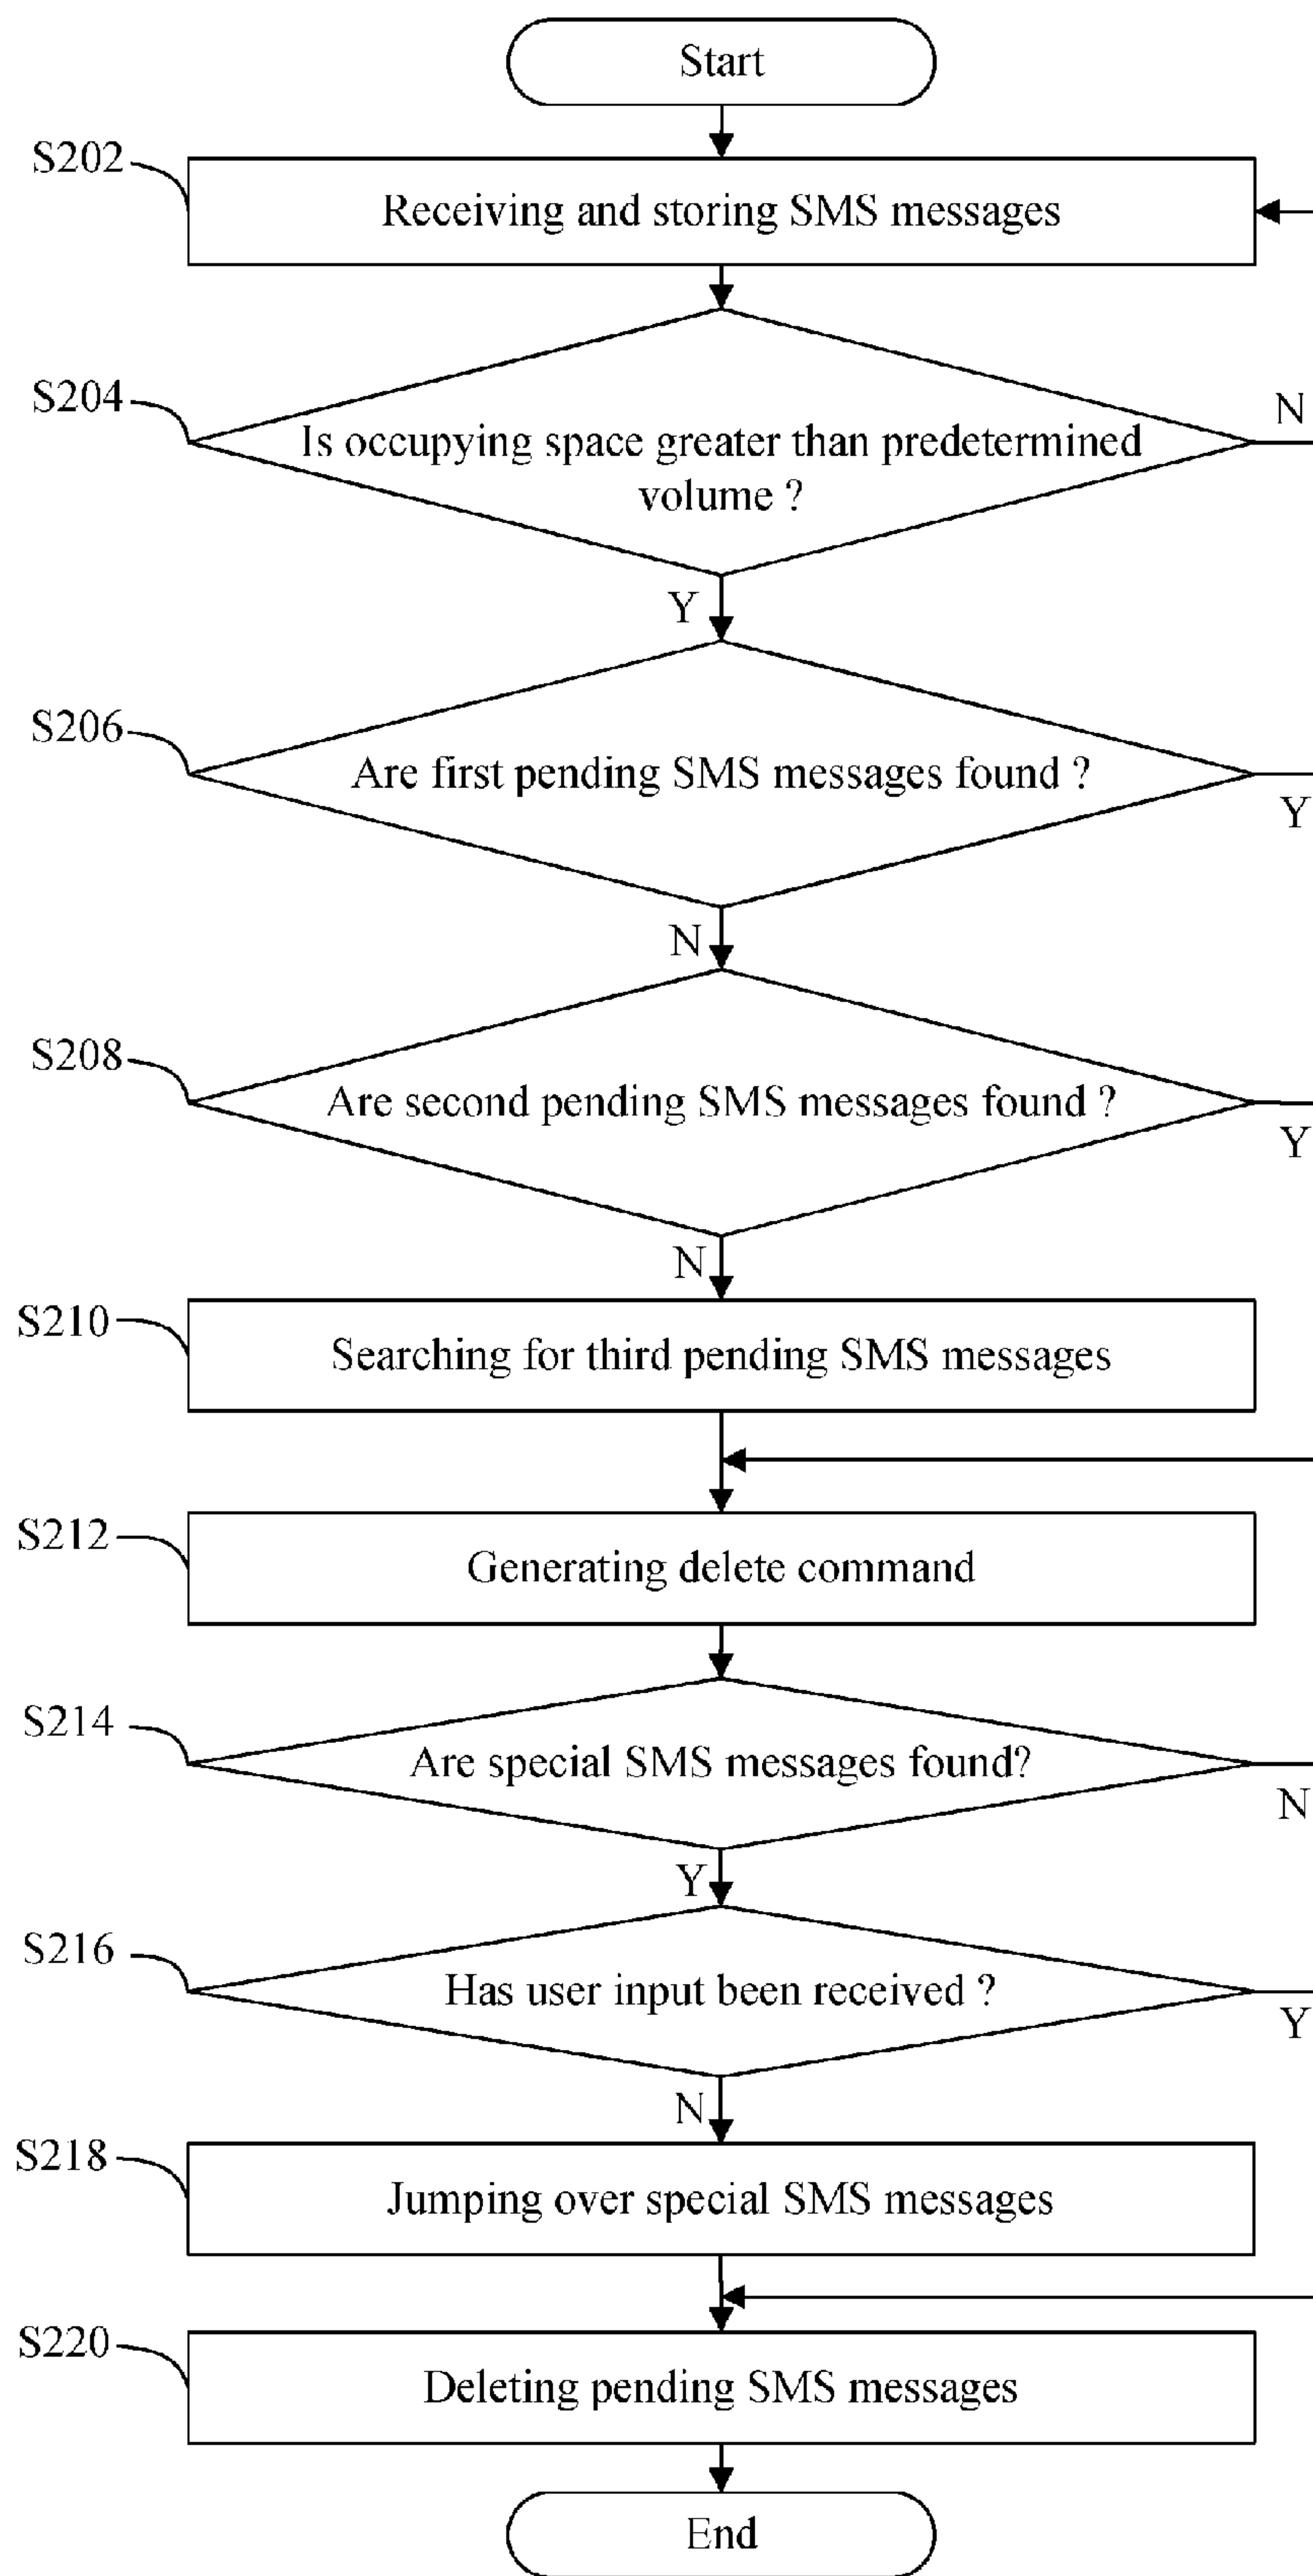 Start
S202
Receiving and storing SMS messages
S204
N
Is occupying space greater than predetermined
volume ?
Y
S206
Are first pending SMS messages found ?
Y
N
S208
Are second pending SMS messages found ?
Y
N
S210
Searching for third pending SMS messages
S212
Generating delete command
S214
Are special SMS messages found?
N
Y
S216
Has user input been received ?
Y
N
S218
Jumping over special SMS messages
S220
Deleting pending SMS messages
End